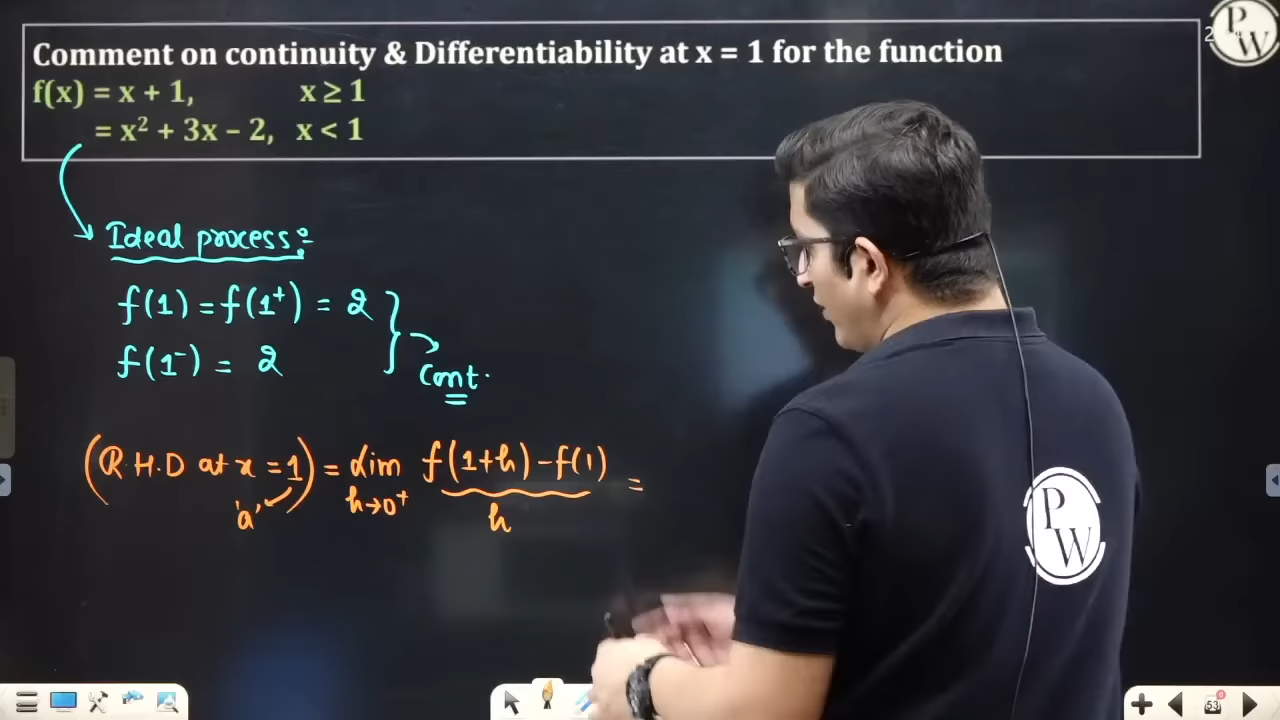 Comment on continuity & Differentiability at x = 1 for the function
f(x) = x + 1, x ≥ 1
= x² + 3x – 2, x < 1
Ideal process:-
f(1) = f(1⁺) = 2
f(1⁻) = 2
Cont.
(R.H.D at x = 1) = lim f(1+h) – f(1) =
h→0⁺ h
'a'
P
W
P
W
53